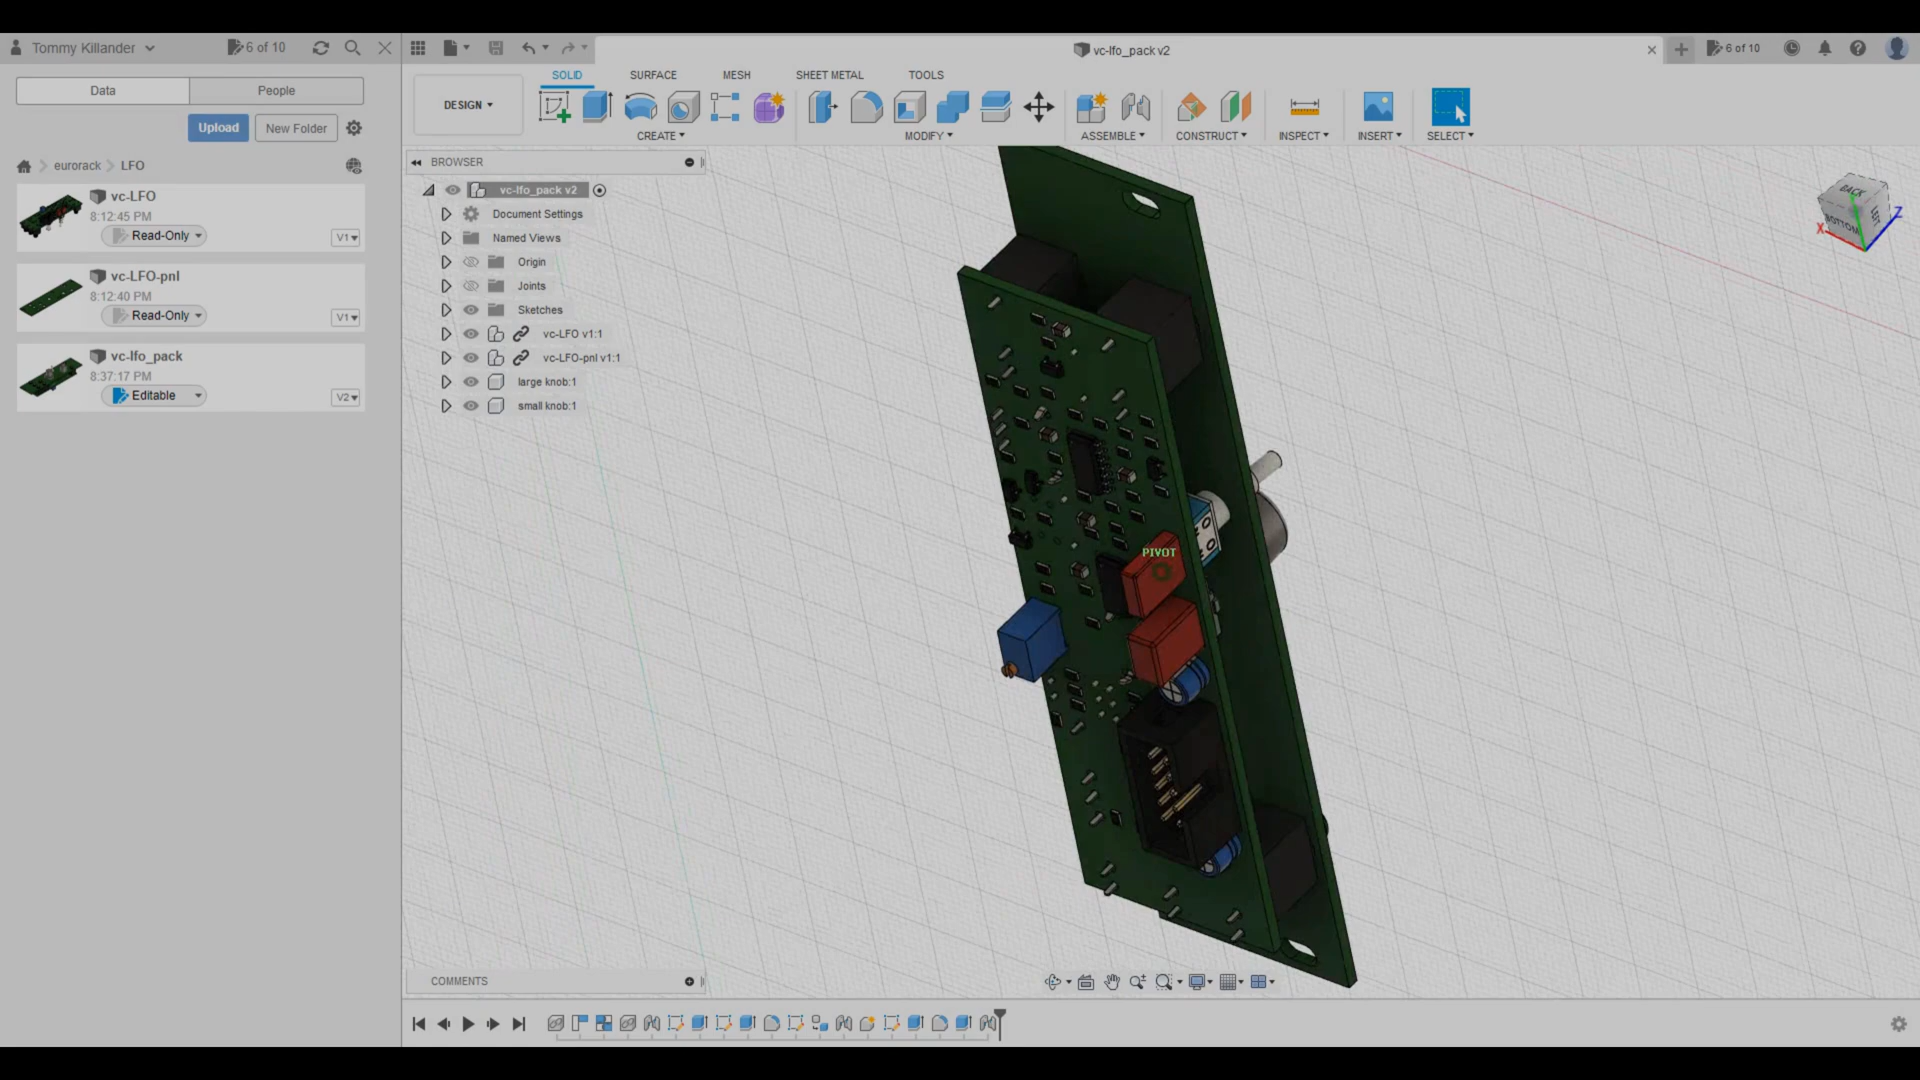 Tommy Killander
6 of 10
vc-lfo_pack v2
6 of 10
Data
People
Upload
New Folder
eurorack
LFO
vc-LFO
8:12:45 PM
Read-Only
V1
vc-LFO-pnl
8:12:40 PM
Read-Only
V1
vc-lfo_pack
8:37:17 PM
Editable
V2
DESIGN
SOLID
SURFACE
MESH
SHEET METAL
TOOLS
CREATE
MODIFY
ASSEMBLE
CONSTRUCT
INSPECT
INSERT
SELECT
BROWSER
vc-lfo_pack v2
Document Settings
Named Views
Origin
Joints
Sketches
vc-LFO v1:1
vc-LFO-pnl v1:1
large knob:1
small knob:1
BACK
BOTTOM
X
Z
PIVOT
COMMENTS